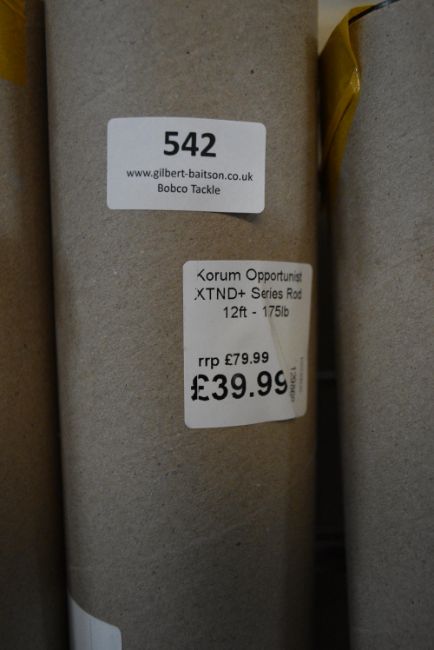 542
www.gilbert-baitson.co.uk
Bobco Tackle
Korum Opportunist
XTND+ Series Rod
12ft - 175lb
rrp £79.99
£39.99